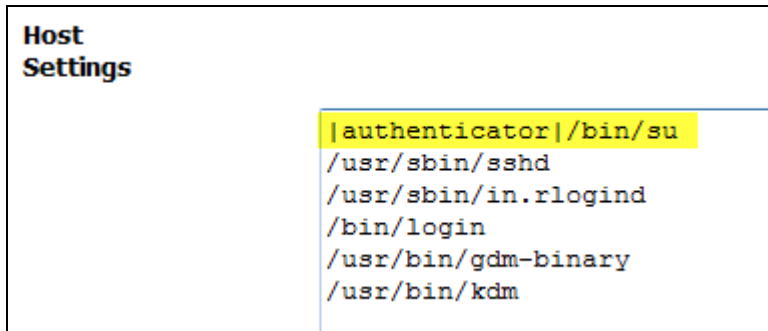 Host
Settings
|authenticator|/bin/su
/usr/sbin/sshd
/usr/sbin/in.rlogind
/bin/login
/usr/bin/gdm-binary
/usr/bin/kdm